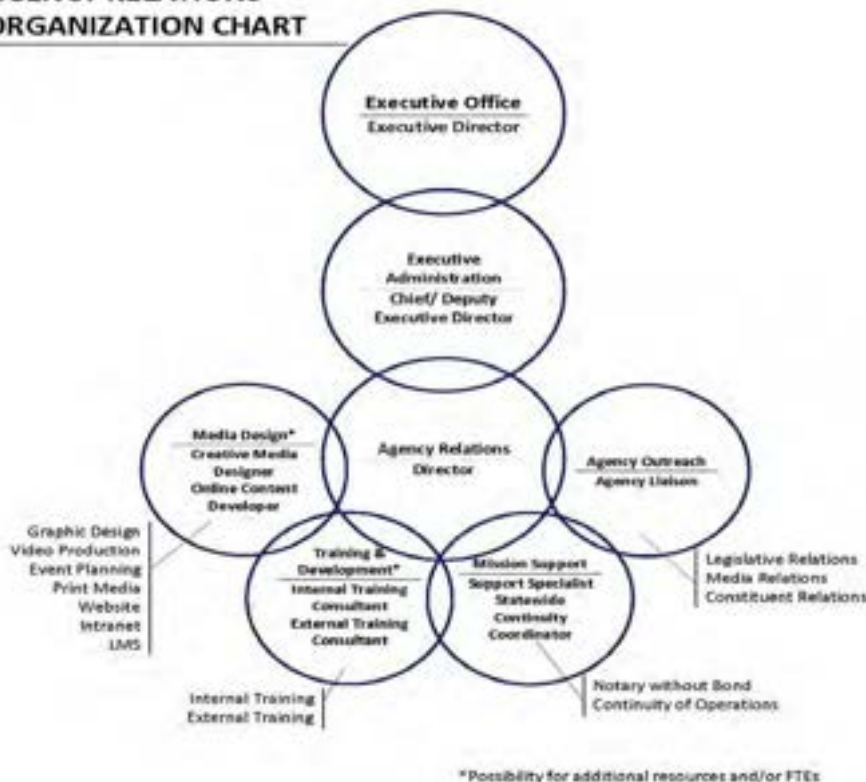 RELATIONS
ORGANIZATION CHART
Executive Office
Executive Director
Executive
Administration
Chief/ Deputy
Executive Director
Agency Relations
Director
Media Design*
Creative Media
Designer
Online Content
Developer
Agency Outreach
Agency Liaison
Graphic Design
Video Production
Event Planning
Print Media
Website
Intranet
LMS
Training &
Development*
Internal Training
Consultant
External Training
Consultant
Mission Support
Support Specialist
Statewide
Continuity
Coordinator
Legislative Relations
Media Relations
Constituent Relations
Internal Training
External Training
Notary without Bond
Continuity of Operations
*Possibility for additional resources and/or FTEs